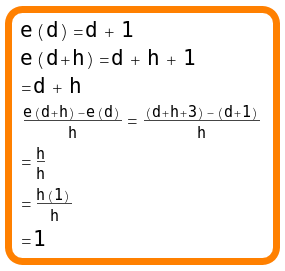 e(d)=d + 1
e(d+h)=d + h + 1
=d + h
e(d+h)−e(d)/h = (d+h+3)−(d+1)/h
=h/h
=h(1)/h
=1